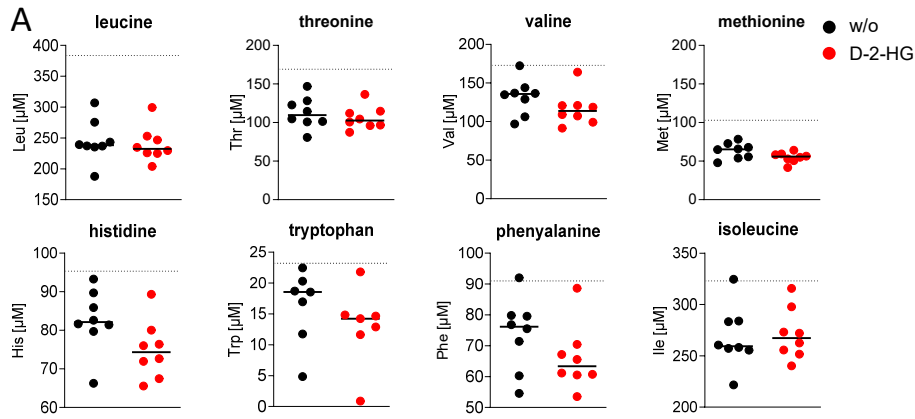 A
leucine
threonine
valine
methionine
w/o
D-2-HG
Leu [µM]
400
350
300
250
200
150
Thr [µM]
200
150
100
50
0
Val [µM]
200
150
100
50
0
Met [µM]
200
150
100
50
0
histidine
tryptophan
phenyalanine
isoleucine
His [µM]
100
90
80
70
60
Trp [µM]
25
20
15
10
5
0
Phe [µM]
100
90
80
70
60
50
Ile [µM]
350
300
250
200